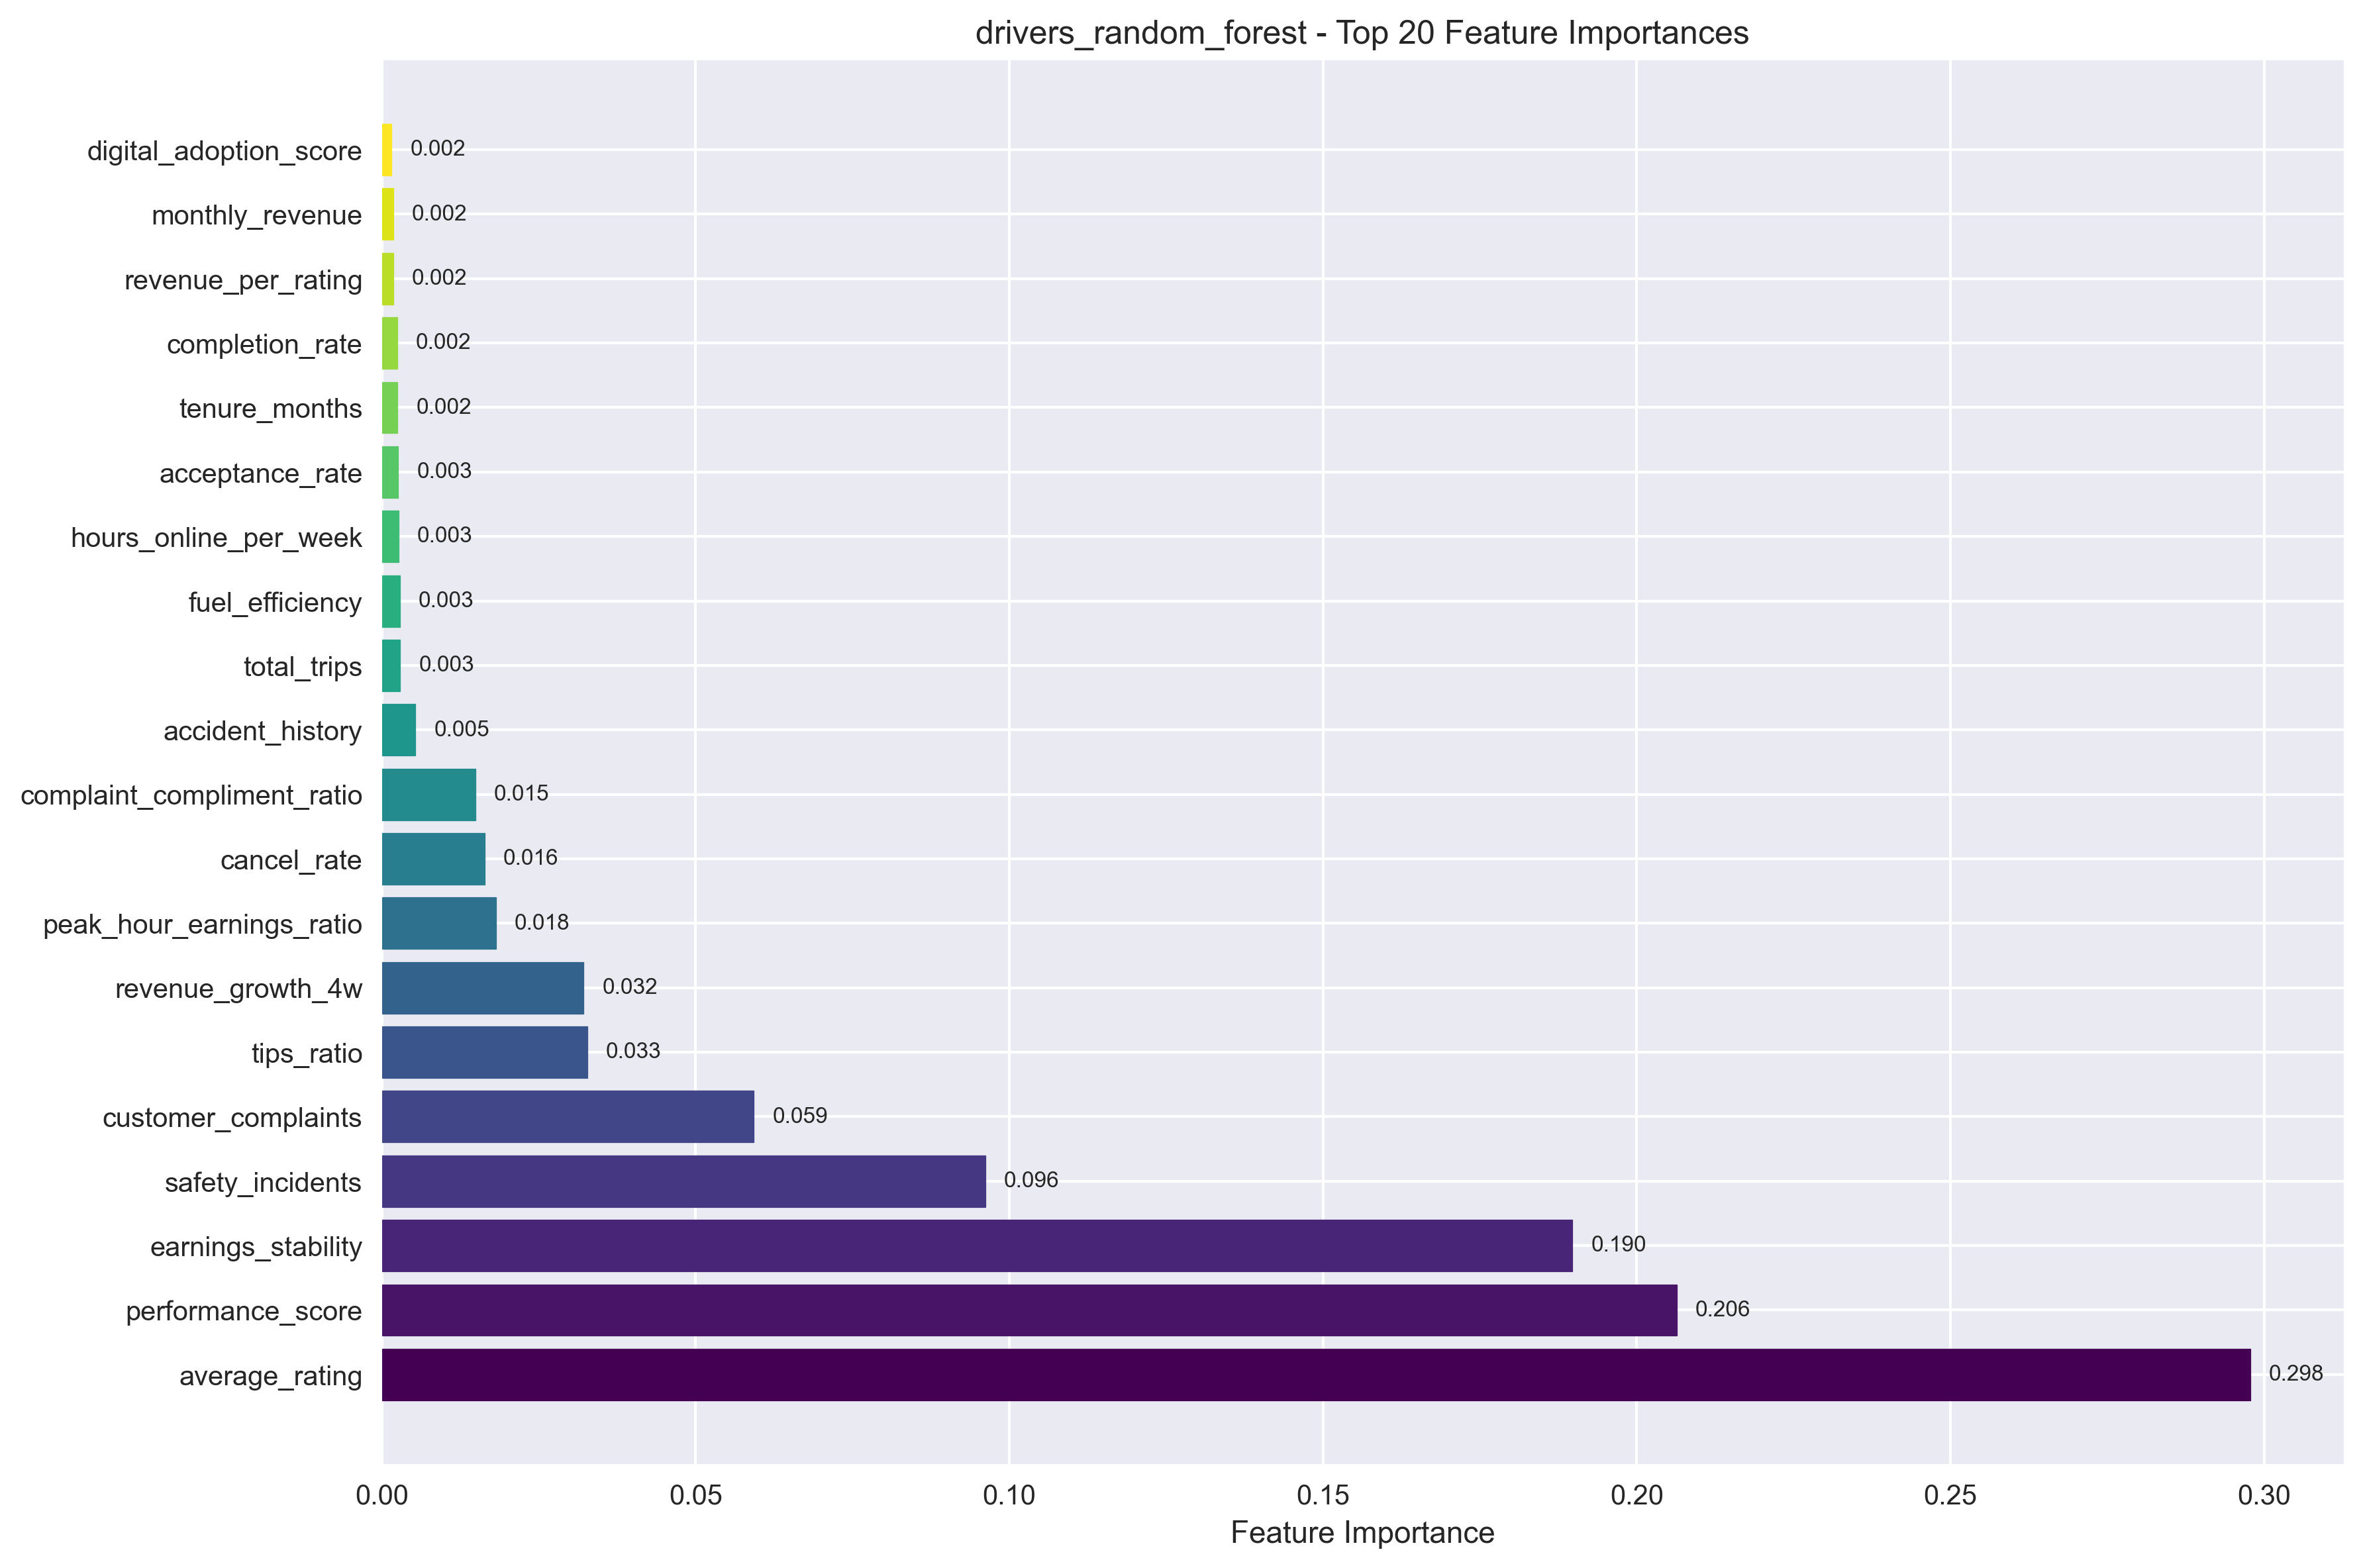 drivers_random_forest - Top 20 Feature Importances
digital_adoption_score 0.002
monthly_revenue 0.002
revenue_per_rating 0.002
completion_rate 0.002
tenure_months 0.002
acceptance_rate 0.003
hours_online_per_week 0.003
fuel_efficiency 0.003
total_trips 0.003
accident_history 0.005
complaint_compliment_ratio 0.015
cancel_rate 0.016
peak_hour_earnings_ratio 0.018
revenue_growth_4w 0.032
tips_ratio 0.033
customer_complaints 0.059
safety_incidents 0.096
earnings_stability 0.190
performance_score 0.206
average_rating 0.298
0.00 0.05 0.10 0.15 0.20 0.25 0.30
Feature Importance